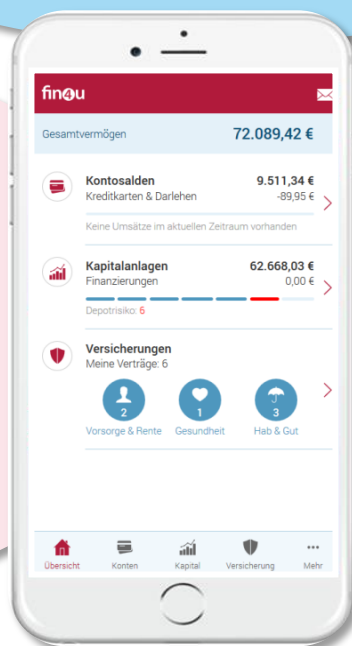 fin4u
Gesamtvermögen 72.089,42 €
Kontosalden 9.511,34 €
Kreditkarten & Darlehen -89,95 €
Keine Umsätze im aktuellen Zeitraum vorhanden
Kapitalanlagen 62.668,03 €
Finanzierungen 0,00 €
Depotrisiko: 6
Versicherungen
Meine Verträge: 6
2 1 3
Vorsorge & Rente Gesundheit Hab & Gut
Übersicht Konten Kapital Versicherung Mehr